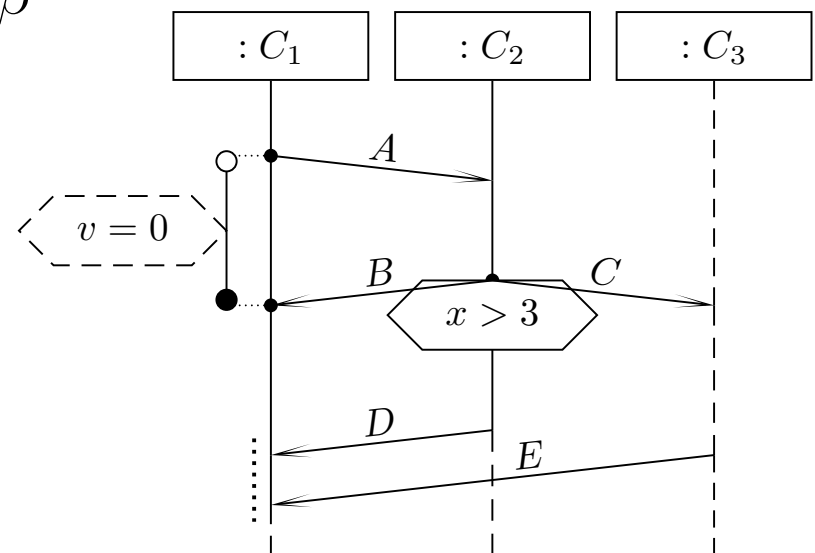 : C₁
: C₂
: C₃
A
v = 0
B
C
x > 3
D
E